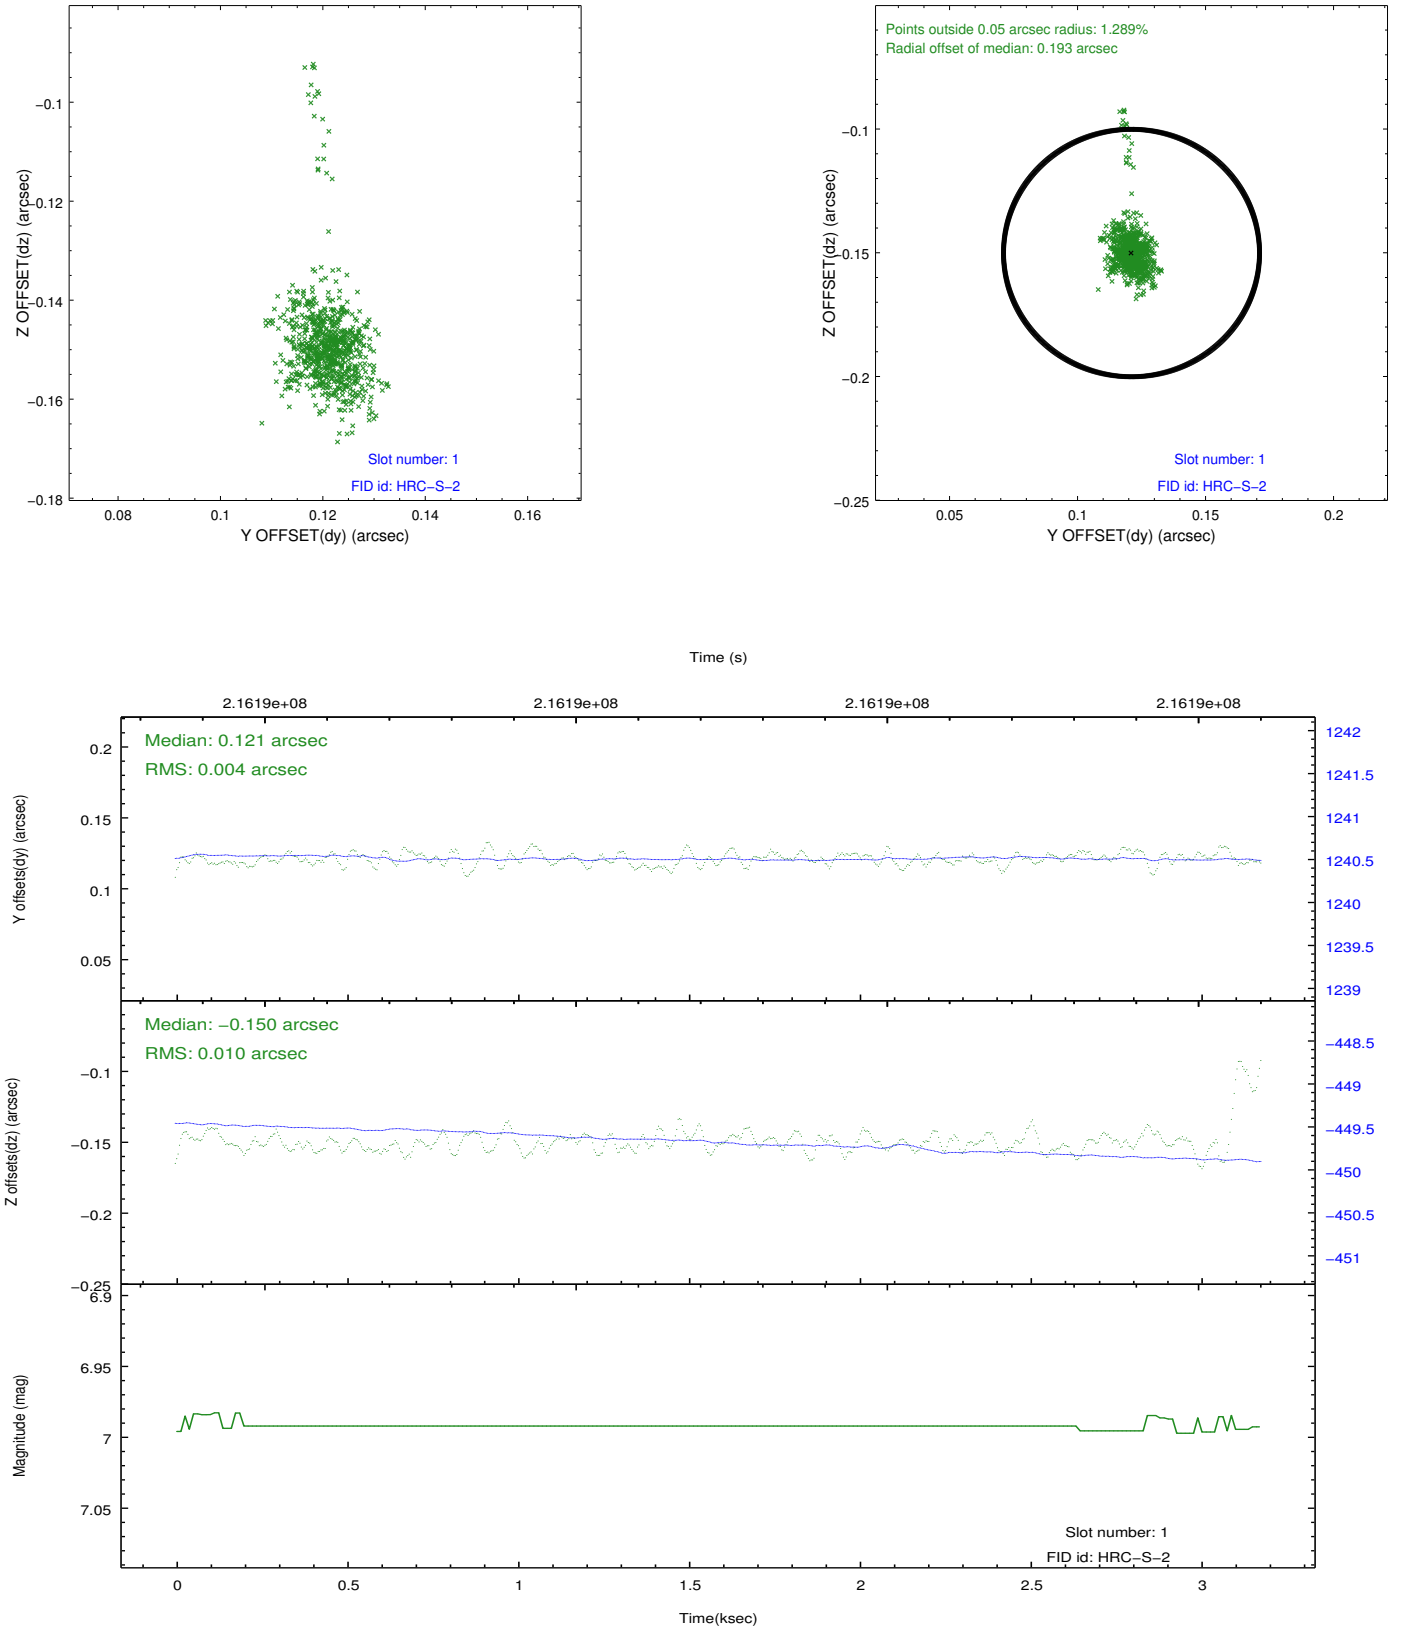 Z OFFSET(dz) (arcsec)
−0.1
−0.12
−0.14
−0.16
−0.18
Slot number: 1
FID id: HRC−S−2
0.08
0.1
0.12
0.14
0.16
Y OFFSET(dy) (arcsec)
Points outside 0.05 arcsec radius: 1.289%
Radial offset of median: 0.193 arcsec
Z OFFSET(dz) (arcsec)
−0.1
−0.15
−0.2
−0.25
Slot number: 1
FID id: HRC−S−2
0.05
0.1
0.15
0.2
Y OFFSET(dy) (arcsec)
Time (s)
2.1619e+08
2.1619e+08
2.1619e+08
2.1619e+08
Median: 0.121 arcsec
RMS: 0.004 arcsec
Y offsets(dy) (arcsec)
0.2
0.15
0.1
0.05
1242
1241.5
1241
1240.5
1240
1239.5
1239
Median: −0.150 arcsec
RMS: 0.010 arcsec
Z offsets(dz) (arcsec)
−0.1
−0.15
−0.2
−0.25
−448.5
−449
−449.5
−450
−450.5
−451
Magnitude (mag)
6.9
6.95
7
7.05
Slot number: 1
FID id: HRC−S−2
0
0.5
1
1.5
2
2.5
3
Time(ksec)